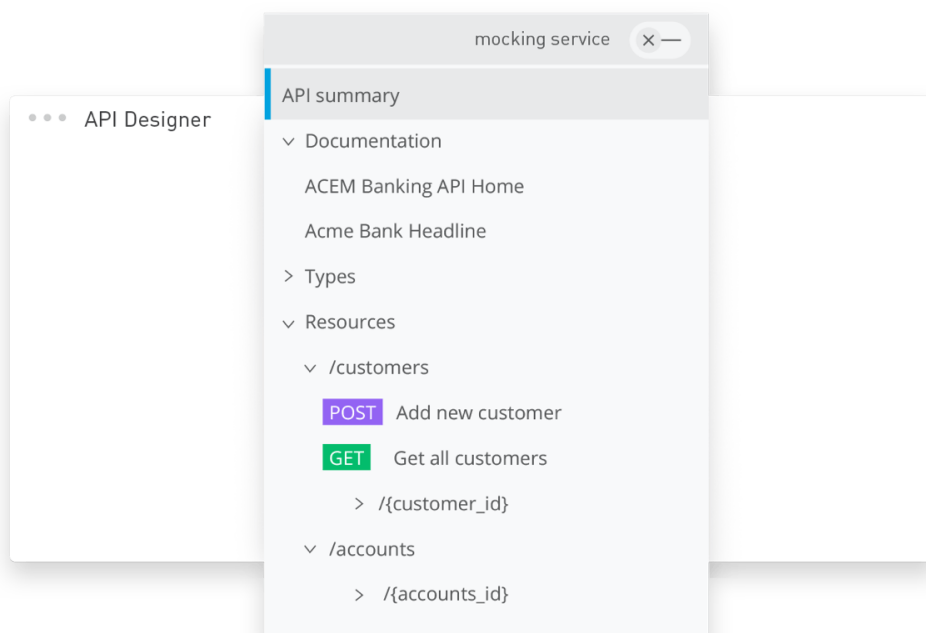 mocking service
API summary
API Designer
Documentation
ACEM Banking API Home
Acme Bank Headline
Types
Resources
/customers
POST Add new customer
GET Get all customers
/{customer_id}
/accounts
/{accounts_id}